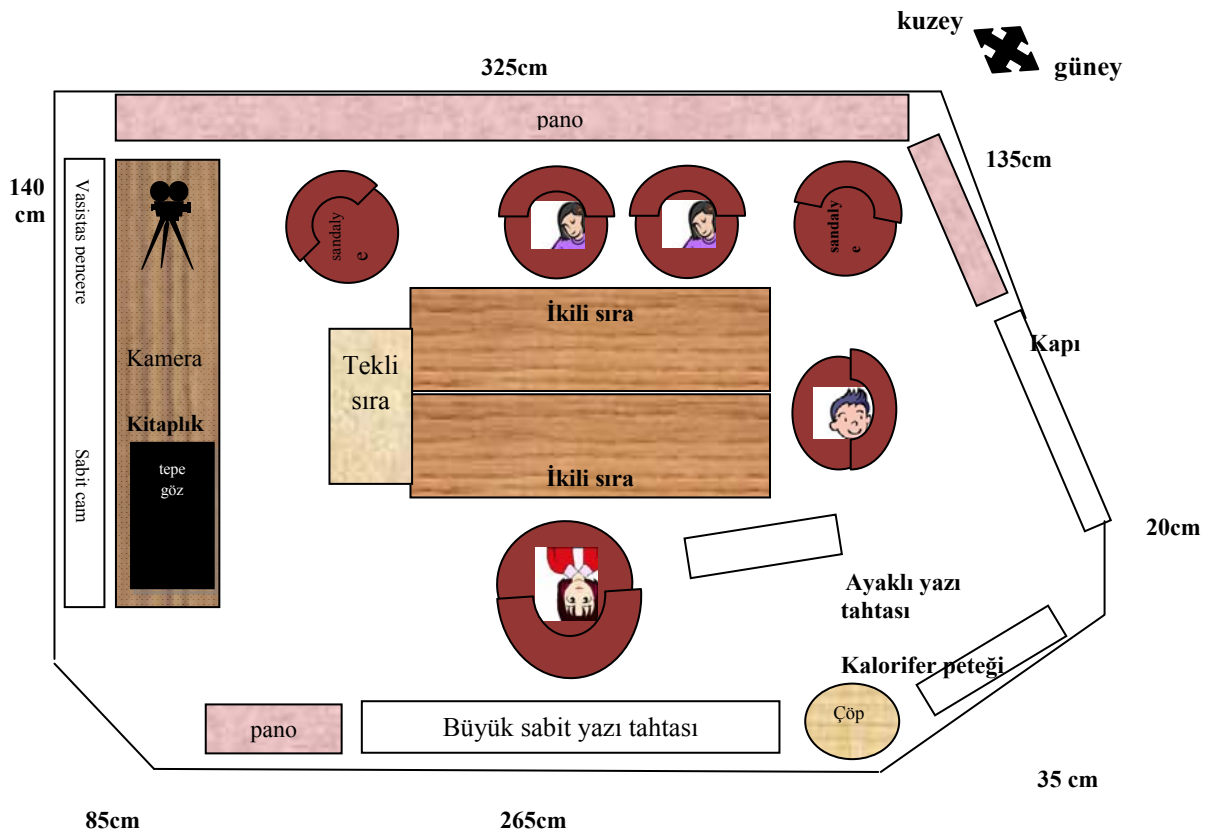 kuzey
güney
325cm
pano
135cm
140
cm
Vasistas pencere
sandaly
e
sandaly
e
İkili sıra
Kapı
Kamera
Tekli
sıra
Kitaplık
Sabit cam
tepe
göz
İkili sıra
20cm
Ayaklı yazı
tahtası
Kalorifer peteği
Çöp
pano
Büyük sabit yazı tahtası
35 cm
85cm
265cm